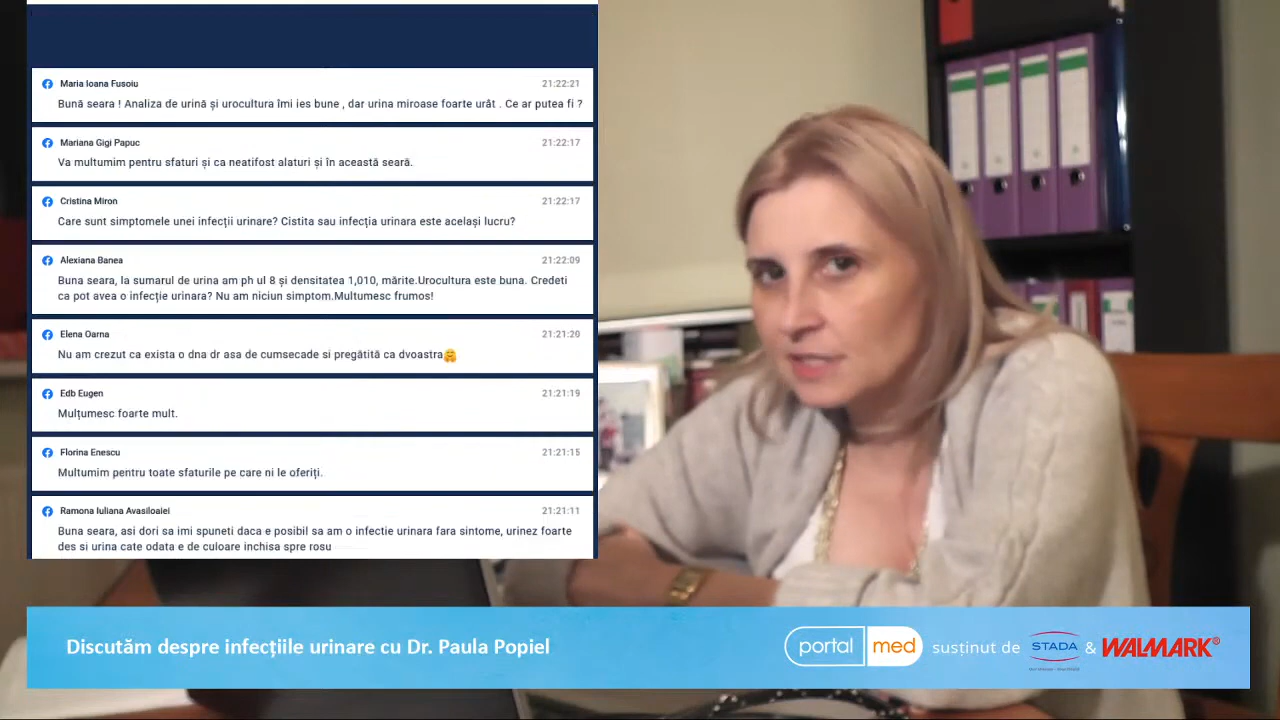 Maria Ioana Fusoiu 21:22:21
Bună seara ! Analiza de urină și urocultura îmi ies bune , dar urina miroase foarte urât . Ce ar putea fi ?
Mariana Gigi Papuc 21:22:17
Va multumim pentru sfaturi și ca neatifost alaturi și în această seară.
Cristina Miron 21:22:17
Care sunt simptomele unei infecții urinare? Cistita sau infecția urinara este același lucru?
Alexiana Banea 21:22:09
Buna seara, la sumarul de urina am ph ul 8 și densitatea 1,010, mărite.Urocultura este buna. Credeti
ca pot avea o infecție urinara? Nu am niciun simptom.Multumesc frumos!
Elena Oarna 21:21:20
Nu am crezut ca exista o dna dr asa de cumsecade si pregătită ca dvoastra🤗
Edb Eugen 21:21:19
Mulțumesc foarte mult.
Florina Enescu 21:21:15
Multumim pentru toate sfaturile pe care ni le oferiți.
Ramona Iuliana Avasiloaiei 21:21:11
Buna seara, asi dori sa imi spuneti daca e posibil sa am o infectie urinara fara sintome, urinez foarte
des si urina cate odata e de culoare inchisa spre rosu
Discutăm despre infecțiile urinare cu Dr. Paula Popiel
portal med susținut de STADA & WALMARK®